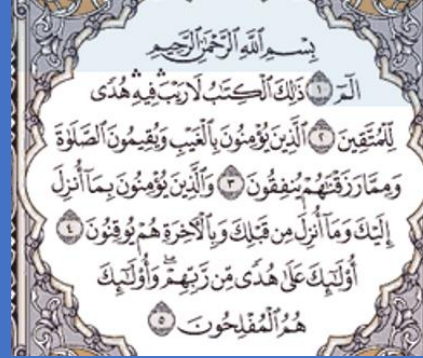 بِسْمِ ٱللَّهِ ٱلرَّحْمَٰنِ ٱلرَّحِيمِ
الٓمٓ ١ ذَٰلِكَ ٱلْكِتَٰبُ لَا رَيْبَۛ فِيهِۛ هُدًى
لِّلْمُتَّقِينَ ٢ ٱلَّذِينَ يُؤْمِنُونَ بِٱلْغَيْبِ وَيُقِيمُونَ ٱلصَّلَوٰةَ
وَمِمَّا رَزَقْنَٰهُمْ يُنفِقُونَ ٣ وَٱلَّذِينَ يُؤْمِنُونَ بِمَآ أُنزِلَ
إِلَيْكَ وَمَآ أُنزِلَ مِن قَبْلِكَ وَبِٱلْـَٔاخِرَةِ هُمْ يُوقِنُونَ ٤
أُو۟لَٰٓئِكَ عَلَىٰ هُدًى مِّن رَّبِّهِمْۖ وَأُو۟لَٰٓئِكَ
هُمُ ٱلْمُفْلِحُونَ ٥